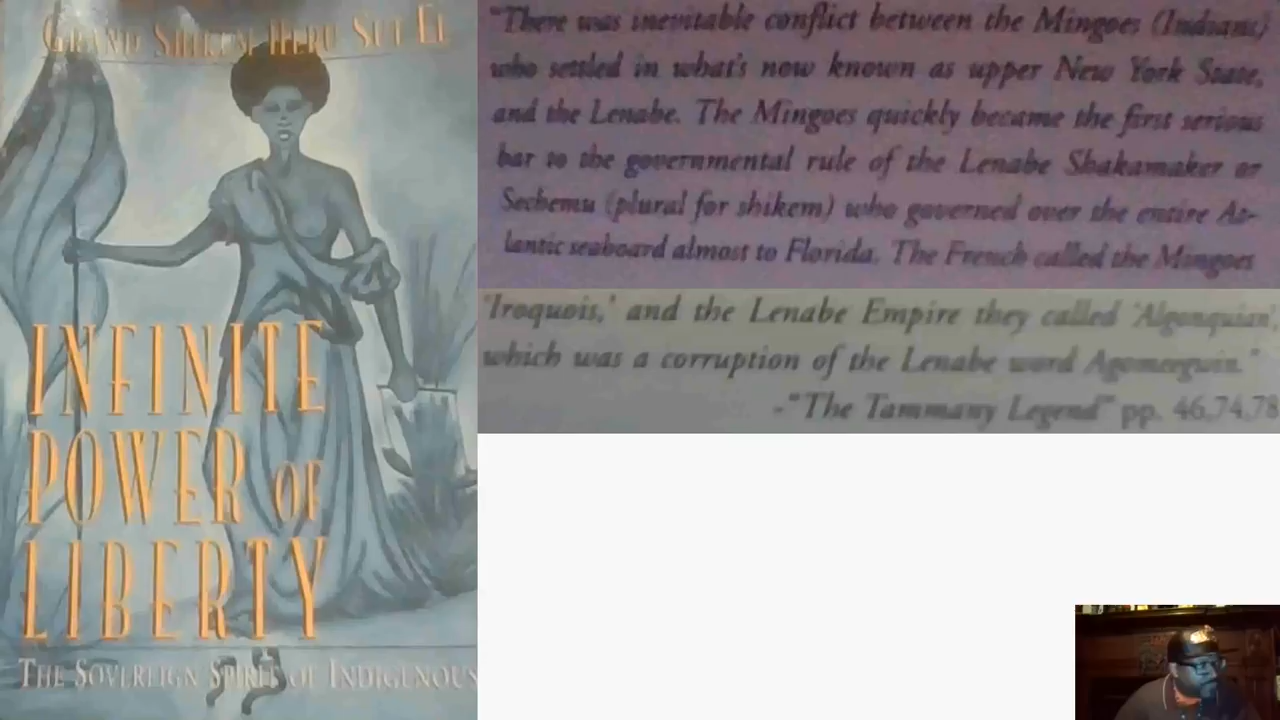 GRAND SHIKEM HERU SUT EL
INFINITE
POWER OF
LIBERTY
THE SOVEREIGN SPIRIT OF INDIGENOUS
"There was inevitable conflict between the Mingoes (Indians)
who settled in what's now known as upper New York State,
and the Lenabe. The Mingoes quickly became the first serious
bar to the governmental rule of the Lenabe Shakamaker or
Sechemu (plural for shikem) who governed over the entire At-
lantic seaboard almost to Florida. The French called the Mingoes
'Iroquois,' and the Lenabe Empire they called 'Algonquian',
which was a corruption of the Lenabe word Agomeeguin."
-"The Tammany Legend" pp. 46,74,78